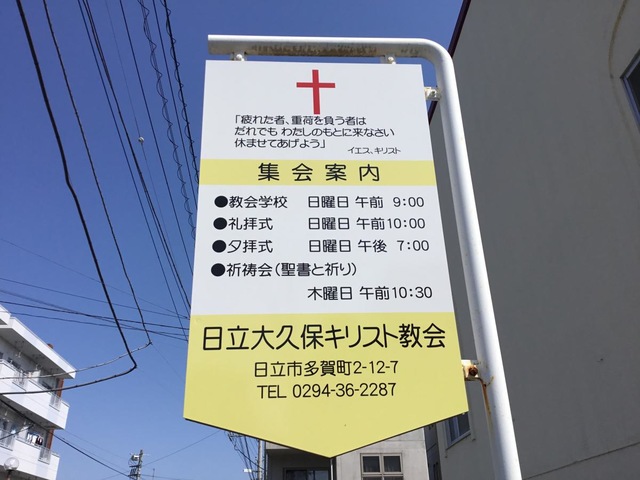 「疲れた者、重荷を負う者は
だれでも わたしのもとに来なさい
休ませてあげよう」
イエス、キリスト
集会案内
●教会学校 日曜日 午前 9:00
●礼拝式 日曜日 午前10:00
●夕拝式 日曜日 午後 7:00
●祈祷会(聖書と祈り)
木曜日 午前10:30
日立大久保キリスト教会
日立市多賀町2-12-7
TEL 0294-36-2287